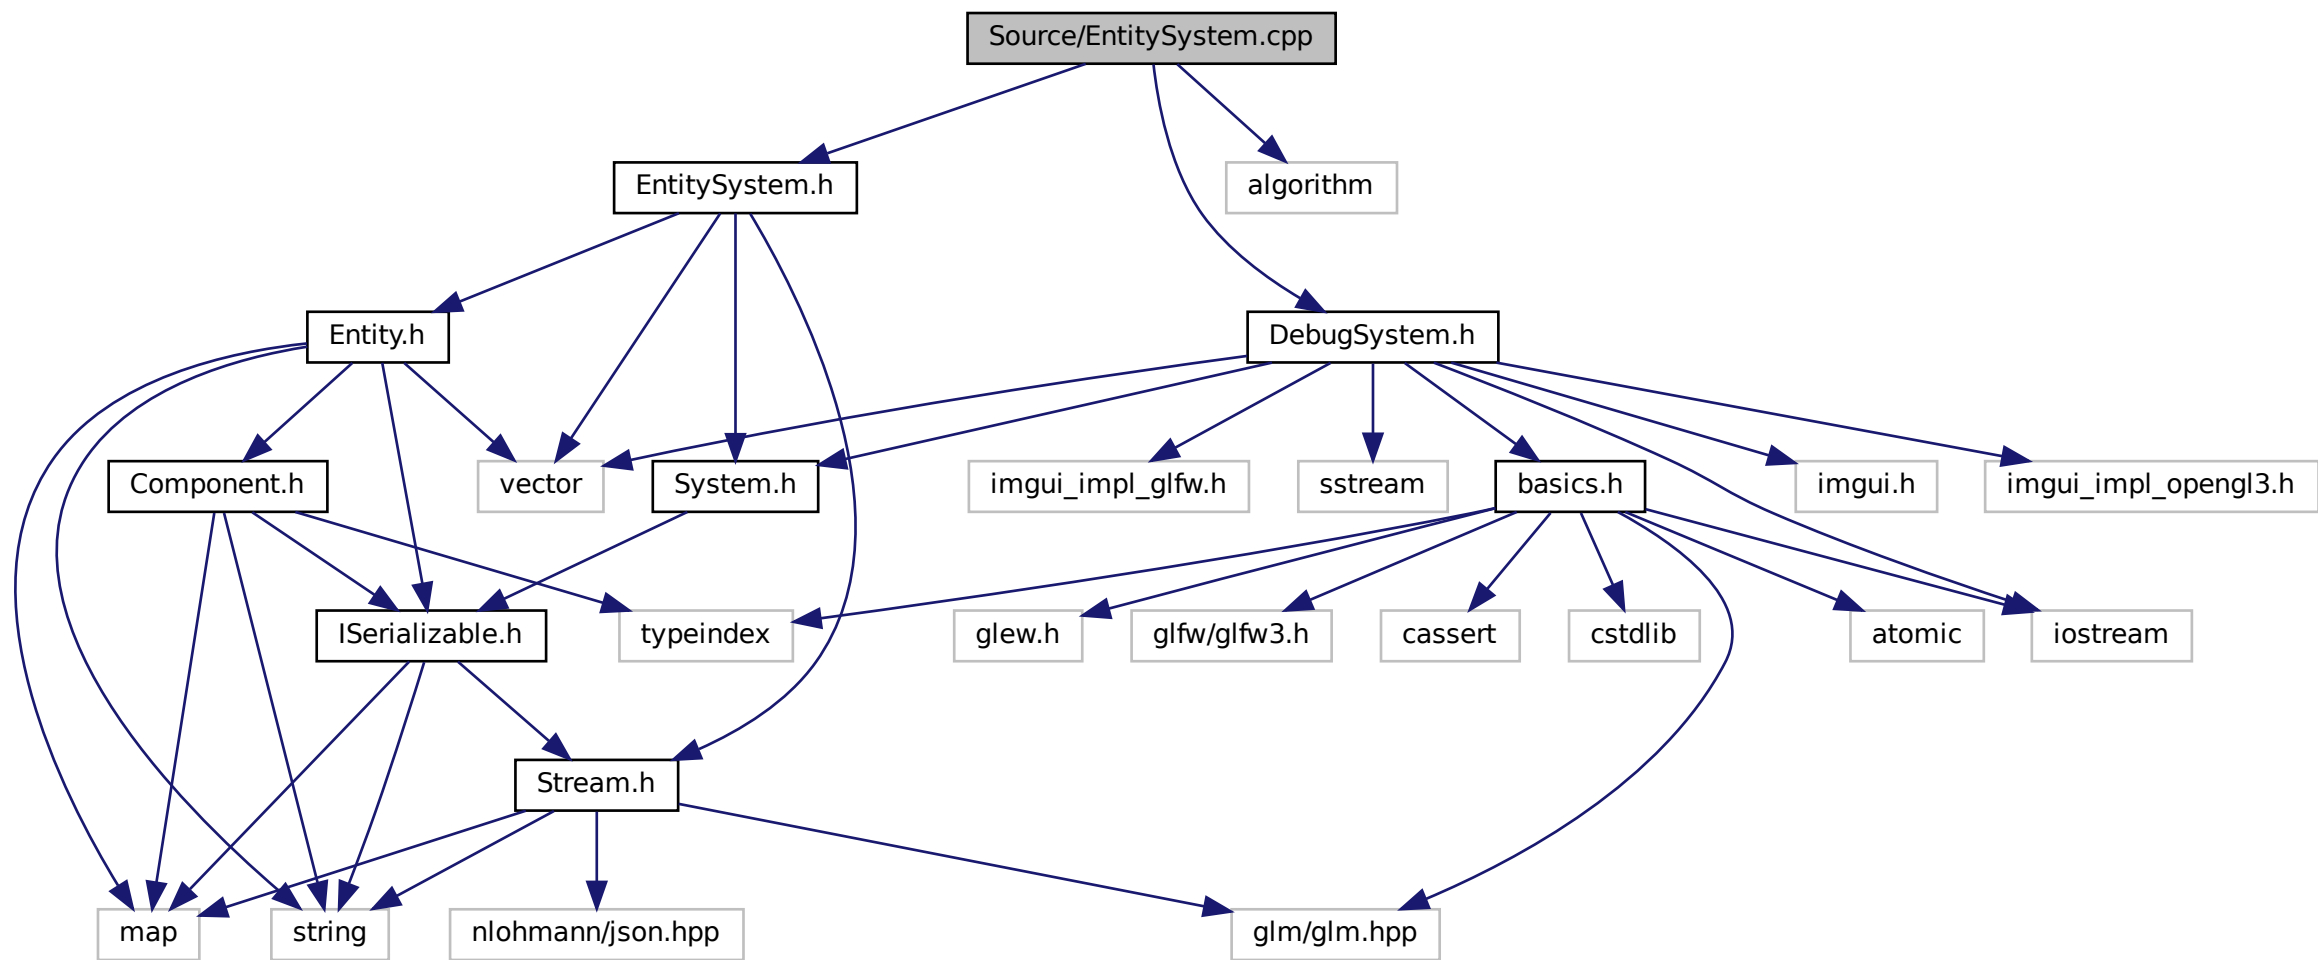 Source/EntitySystem.cpp
EntitySystem.h
algorithm
Entity.h
DebugSystem.h
Component.h
vector
System.h
imgui_impl_glfw.h
sstream
basics.h
imgui.h
imgui_impl_opengl3.h
ISerializable.h
typeindex
glew.h
glfw/glfw3.h
cassert
cstdlib
atomic
iostream
Stream.h
map
string
nlohmann/json.hpp
glm/glm.hpp